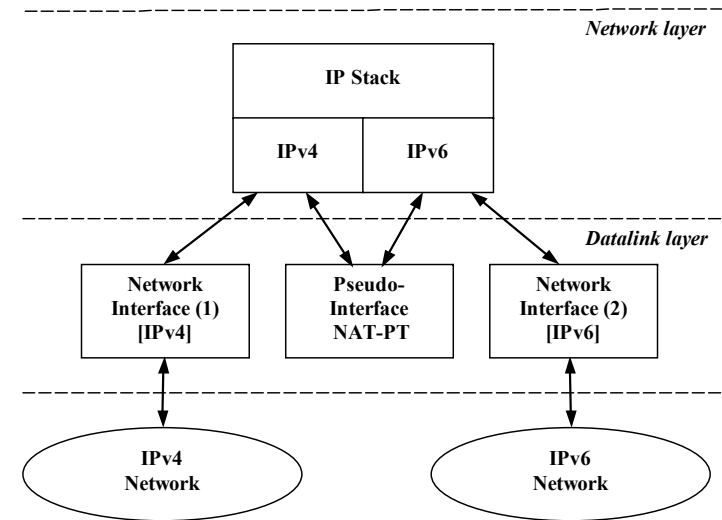 Network layer
IP Stack
IPv4
IPv6
Datalink layer
Network
Interface (1)
[IPv4]
Pseudo-
Interface
NAT-PT
Network
Interface (2)
[IPv6]
IPv4
Network
IPv6
Network